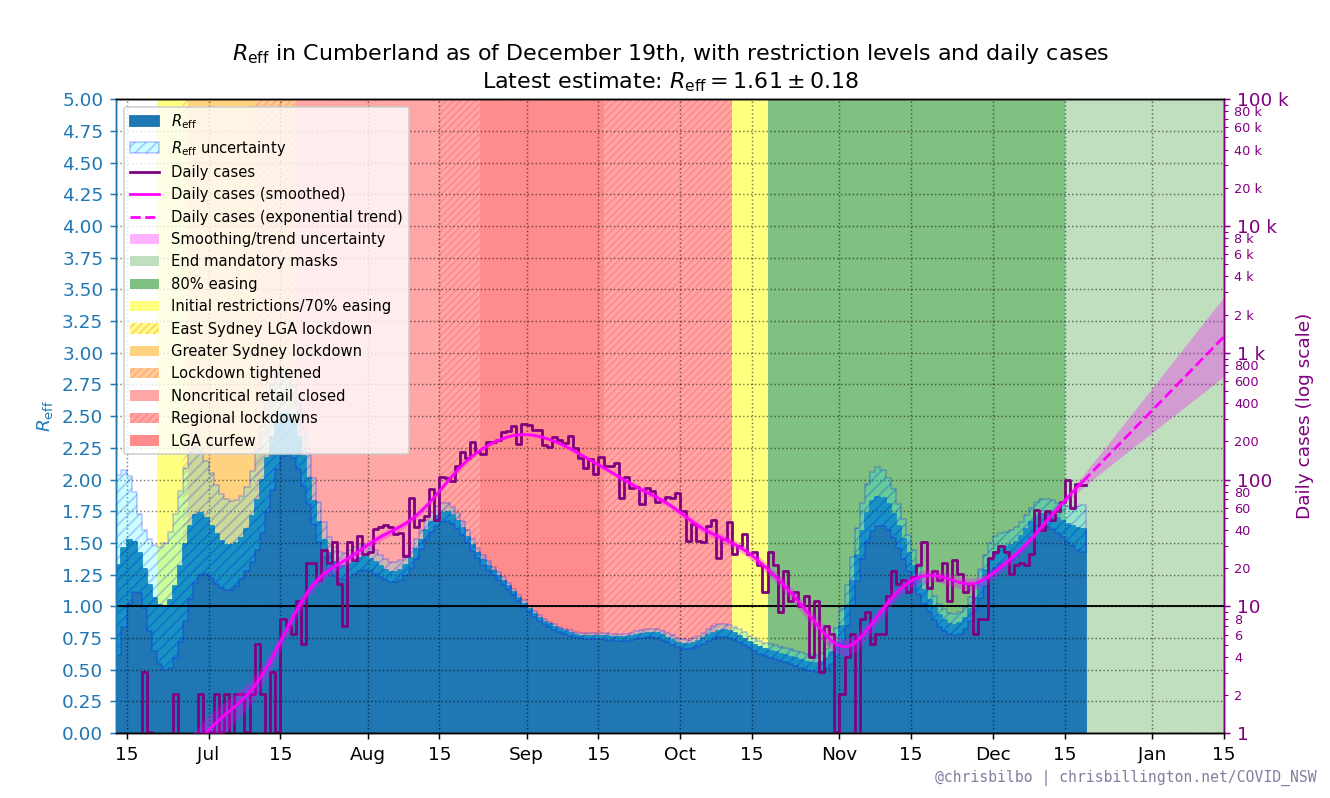 R_eff in Cumberland as of December 19th, with restriction levels and daily cases
Latest estimate: R_eff = 1.61 ± 0.18
5.00
4.75
4.50
4.25
4.00
3.75
3.50
3.25
3.00
2.75
2.50
2.25
2.00
1.75
1.50
1.25
1.00
0.75
0.50
0.25
0.00
R_eff
R_eff
R_eff uncertainty
Daily cases
Daily cases (smoothed)
Daily cases (exponential trend)
Smoothing/trend uncertainty
End mandatory masks
80% easing
Initial restrictions/70% easing
East Sydney LGA lockdown
Greater Sydney lockdown
Lockdown tightened
Noncritical retail closed
Regional lockdowns
LGA curfew
100 k
80 k
60 k
40 k
20 k
10 k
8 k
6 k
4 k
2 k
1 k
800
600
400
200
100
80
60
40
20
10
8
6
4
2
1
Daily cases (log scale)
15 Jul 15 Aug 15 Sep 15 Oct 15 Nov 15 Dec 15 Jan 15
@chrisbilbo | chrisbillington.net/COVID_NSW